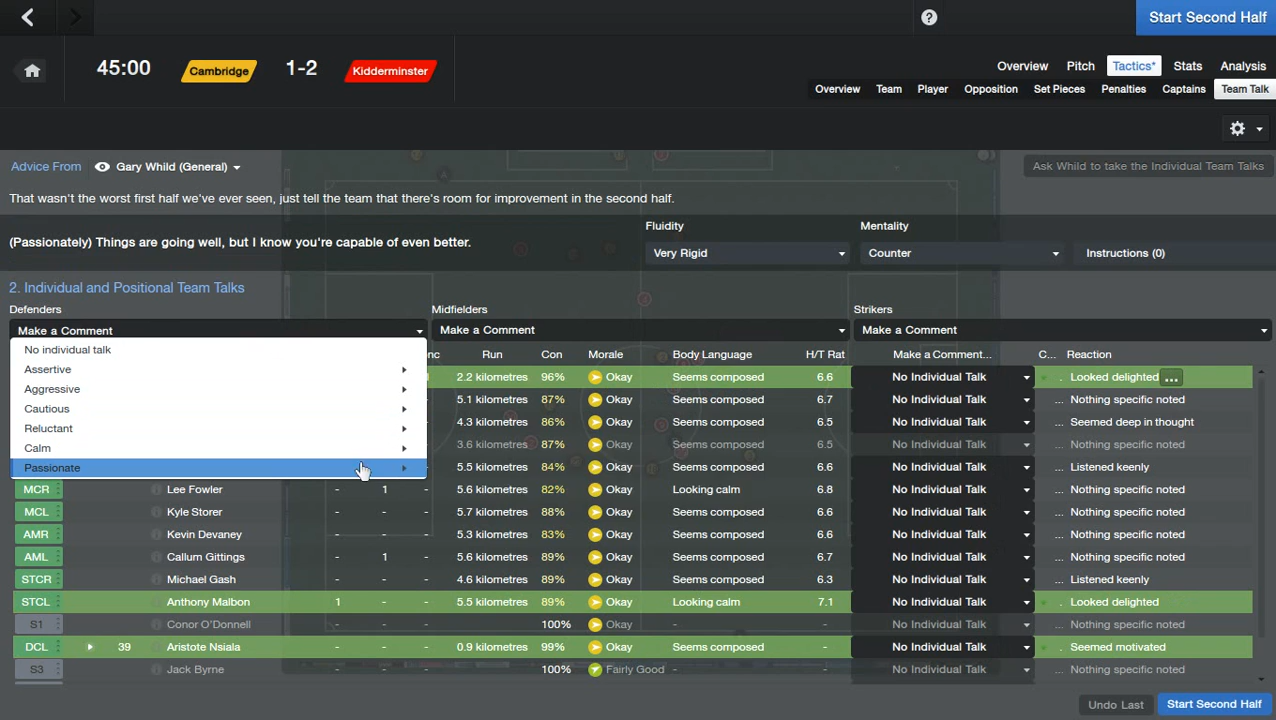 Start Second Half
45:00 Cambridge 1-2 Kidderminster
Overview Pitch Tactics* Stats Analysis
Overview Team Player Opposition Set Pieces Penalties Captains Team Talk
Advice From Gary Whild (General) Ask Whild to take the Individual Team Talks
That wasn't the worst first half we've ever seen, just tell the team that there's room for improvement in the second half.
Fluidity Mentality
(Passionately) Things are going well, but I know you're capable of even better. Very Rigid Counter Instructions (0)
2. Individual and Positional Team Talks
Defenders Midfielders Strikers
Make a Comment Make a Comment Make a Comment
No individual talk
Assertive
Aggressive
Cautious
Reluctant
Calm
Passionate
nc Run Con Morale Body Language H/T Rat Make a Comment... C... Reaction
2.2 kilometres 96% Okay Seems composed 6.6 No Individual Talk . Looked delighted ...
5.1 kilometres 87% Okay Seems composed 6.7 No Individual Talk ... Nothing specific noted
4.3 kilometres 86% Okay Seems composed 6.5 No Individual Talk ... Seemed deep in thought
3.6 kilometres 87% Okay Seems composed 6.5 No Individual Talk ... Nothing specific noted
5.5 kilometres 84% Okay Seems composed 6.6 No Individual Talk ... Listened keenly
MCR Lee Fowler - 1 - 5.6 kilometres 82% Okay Looking calm 6.8 No Individual Talk ... Nothing specific noted
MCL Kyle Storer - - - 5.7 kilometres 88% Okay Seems composed 6.6 No Individual Talk ... Nothing specific noted
AMR Kevin Devaney - - - 5.3 kilometres 83% Okay Seems composed 6.6 No Individual Talk ... Nothing specific noted
AML Callum Gittings - 1 - 5.6 kilometres 89% Okay Seems composed 6.7 No Individual Talk ... Nothing specific noted
STCR Michael Gash - - - 4.6 kilometres 89% Okay Seems composed 6.3 No Individual Talk ... Listened keenly
STCL Anthony Malbon 1 - - 5.5 kilometres 89% Okay Looking calm 7.1 No Individual Talk . Looked delighted
S1 Conor O'Donnell 100% Okay - - No Individual Talk ... Nothing specific noted
DCL 39 Aristote Nsiala - - - 0.9 kilometres 99% Okay Seems composed - No Individual Talk . Seemed motivated
S3 Jack Byrne 100% Fairly Good - - No Individual Talk ... Nothing specific noted
Undo Last Start Second Half